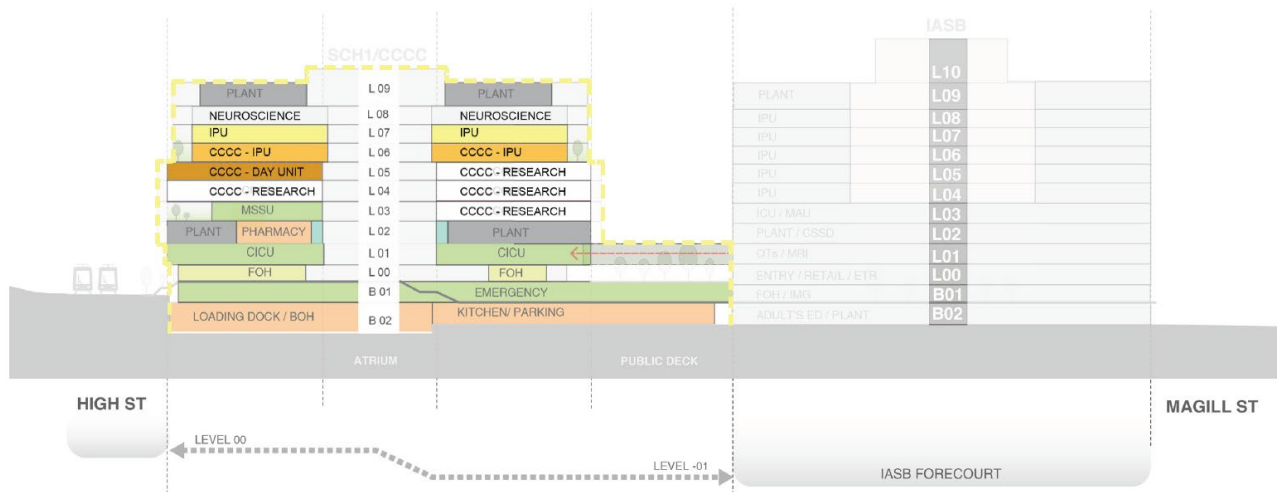 SCH1/CCCC
IASB
L10
PLANT
L 09
PLANT
PLANT
L09
NEUROSCIENCE
L 08
NEUROSCIENCE
IPU
L08
IPU
L 07
IPU
IPU
L07
CCCC - IPU
L 06
CCCC - IPU
IPU
L06
CCCC - DAY UNIT
L 05
CCCC - RESEARCH
IPU
L05
CCCC - RESEARCH
L 04
CCCC - RESEARCH
IPU
L04
MSSU
L 03
CCCC - RESEARCH
ICU / MAU
L03
PLANT
PHARMACY
L 02
PLANT
PLANT / CSSD
L02
CICU
L 01
CICU
OTs / MRI
L01
FOH
L 00
FOH
ENTRY / RETAIL / ETR
L00
B 01
EMERGENCY
FOH / IMG
B01
LOADING DOCK / BOH
B 02
KITCHEN/ PARKING
ADULT'S ED / PLANT
B02
ATRIUM
PUBLIC DECK
HIGH ST
MAGILL ST
LEVEL 00
LEVEL -01
IASB FORECOURT